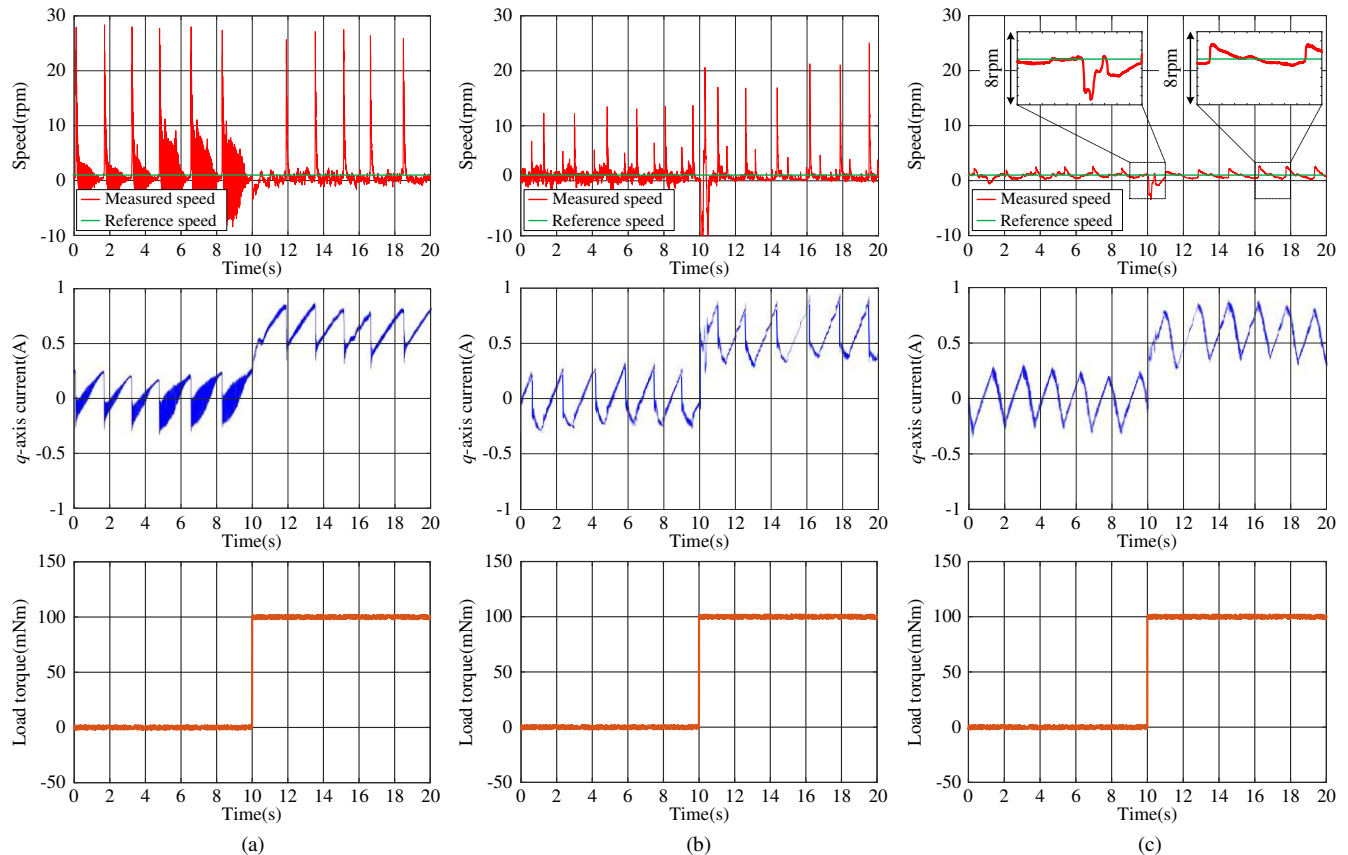 30
20
10
0
-10
Speed(rpm)
Measured speed
Reference speed
0 2 4 6 8 10 12 14 16 18 20
Time(s)
30
20
10
0
-10
Speed(rpm)
Measured speed
Reference speed
0 2 4 6 8 10 12 14 16 18 20
Time(s)
30
20
10
0
-10
Speed(rpm)
8rpm
8rpm
Measured speed
Reference speed
0 2 4 6 8 10 12 14 16 18 20
Time(s)
1
0.5
0
-0.5
-1
q-axis current(A)
0 2 4 6 8 10 12 14 16 18 20
Time(s)
1
0.5
0
-0.5
-1
q-axis current(A)
0 2 4 6 8 10 12 14 16 18 20
Time(s)
1
0.5
0
-0.5
-1
q-axis current(A)
0 2 4 6 8 10 12 14 16 18 20
Time(s)
150
100
50
0
-50
Load torque(mNm)
0 2 4 6 8 10 12 14 16 18 20
Time(s)
150
100
50
0
-50
Load torque(mNm)
0 2 4 6 8 10 12 14 16 18 20
Time(s)
150
100
50
0
-50
Load torque(mNm)
0 2 4 6 8 10 12 14 16 18 20
Time(s)
(a)
(b)
(c)